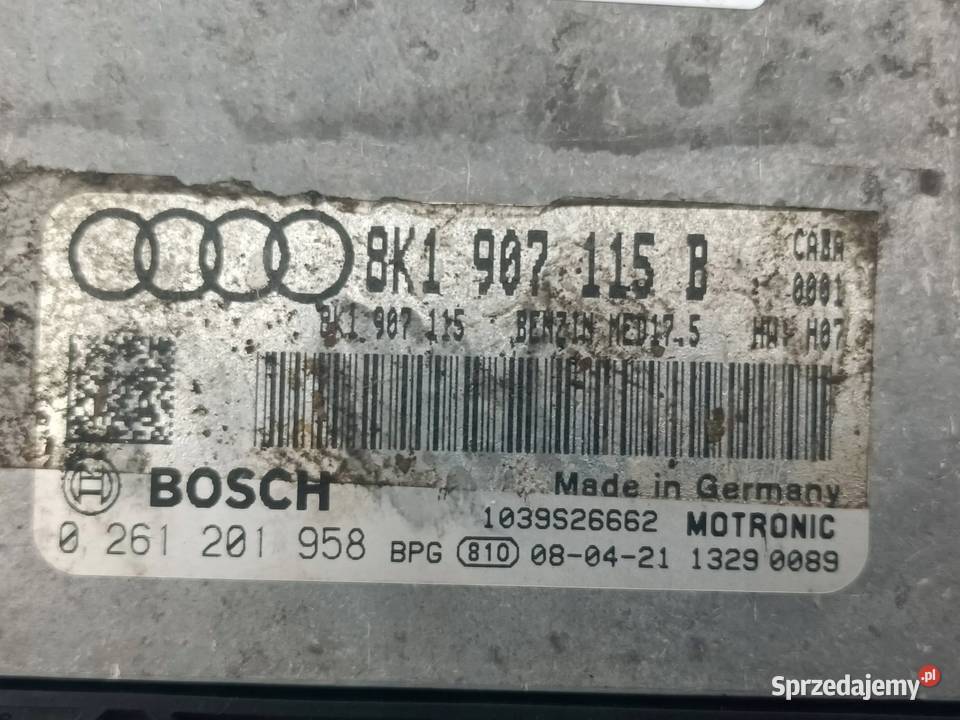 8K1 907 115 B CABA
0001
8K1 907 115 BENZIN MED17.5 HW: H07
BOSCH Made in Germany
1039S26662 MOTRONIC
0 261 201 958 BPG 810 08-04-21 1329 0089
Sprzedajemy.pl